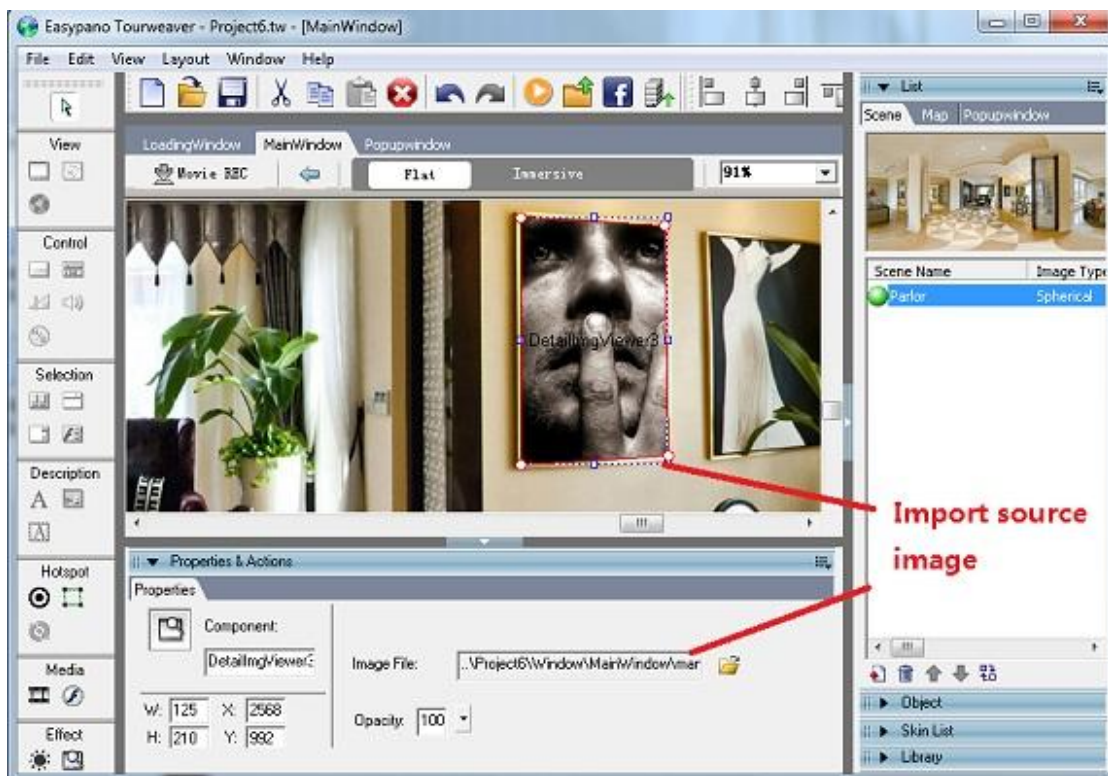 Easypano Tourweaver - Project6.tw - [MainWindow]
File Edit View Layout Window Help
List
Scene Map Popupwindow
View
LoadingWindow MainWindow Popupwindow
Movie REC Flat Immersive 91%
Control
Scene Name Image Type
Parlor Spherical
DetailImgViewer3
Selection
Description
Import source
image
Hotspot
Properties & Actions
Properties
Component:
DetailImgViewer3
Image File: ..\Project6\Window\MainWindow\mar
Media
W: 125 X: 2568
H: 210 Y: 992
Opacity: 100
Effect
Object
Skin List
Library